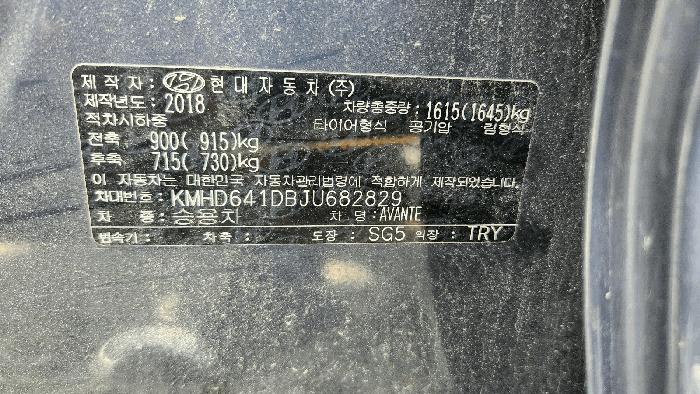 제작자: 현대자동차(주)
제작년도: 2018 차량총중량: 1615(1645)kg
적차시하중 타이어형식 공기압 림형식
전축 900( 915)kg
후축 715( 730)kg
이 자동차는 대한민국 자동차관리법령에 적합하게 제작되었습니다.
차대번호: KMHD641DBJU682829
차 종: 승용차 차 명:AVANTE
변속기: 차축: 도장: SG5 익장: TRY